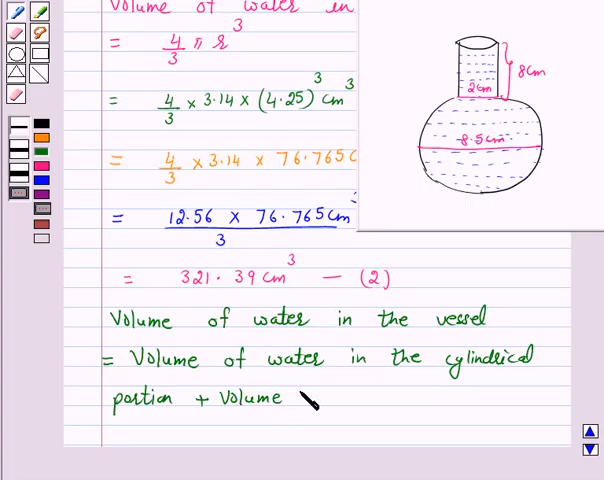 Volume of water in
= 4/3 π r³
= 4/3 × 3.14 × (4.25)³ cm³
= 4/3 × 3.14 × 76.765 c
= 12.56 × 76.765 cm³ / 3
= 321.39 cm³ — (2)
Volume of water in the vessel
= Volume of water in the cylindrical
portion + Volume
8cm
2cm
8.5cm